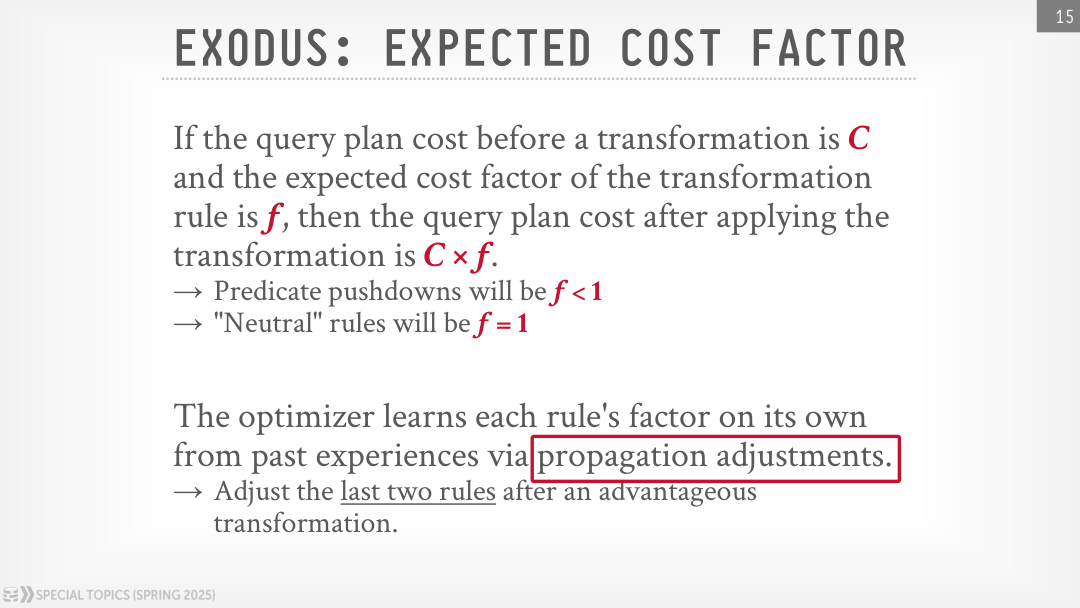 15
EXODUS: EXPECTED COST FACTOR
If the query plan cost before a transformation is C
and the expected cost factor of the transformation
rule is f, then the query plan cost after applying the
transformation is C × f.
→ Predicate pushdowns will be f < 1
→ "Neutral" rules will be f = 1
The optimizer learns each rule's factor on its own
from past experiences via propagation adjustments.
→ Adjust the last two rules after an advantageous
transformation.
SPECIAL TOPICS (SPRING 2025)